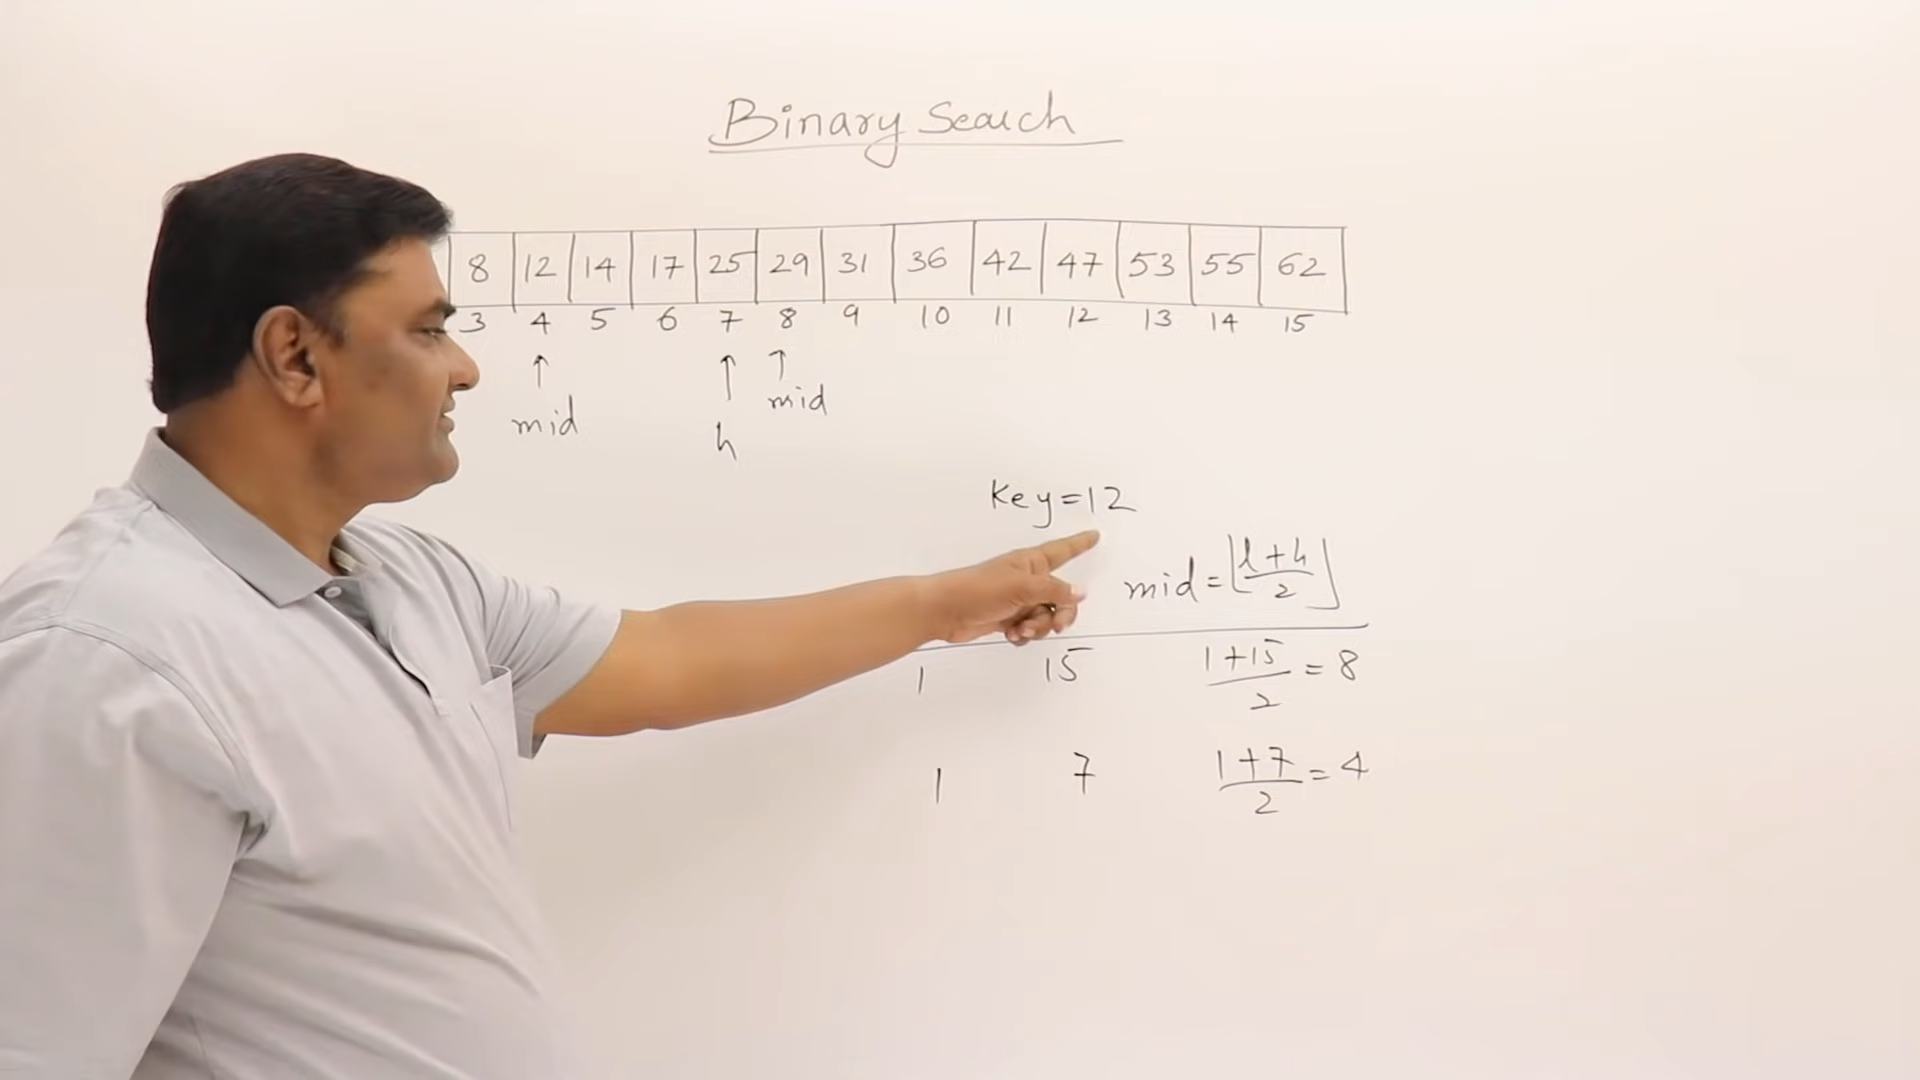 Binary Search
8 12 14 17 25 29 31 36 42 47 53 55 62
3 4 5 6 7 8 9 10 11 12 13 14 15
↑ ↑ ↑
mid h mid
Key=12
mid=⌊(l+h)/2⌋
1 15 (1+15)/2=8
1 7 (1+7)/2=4